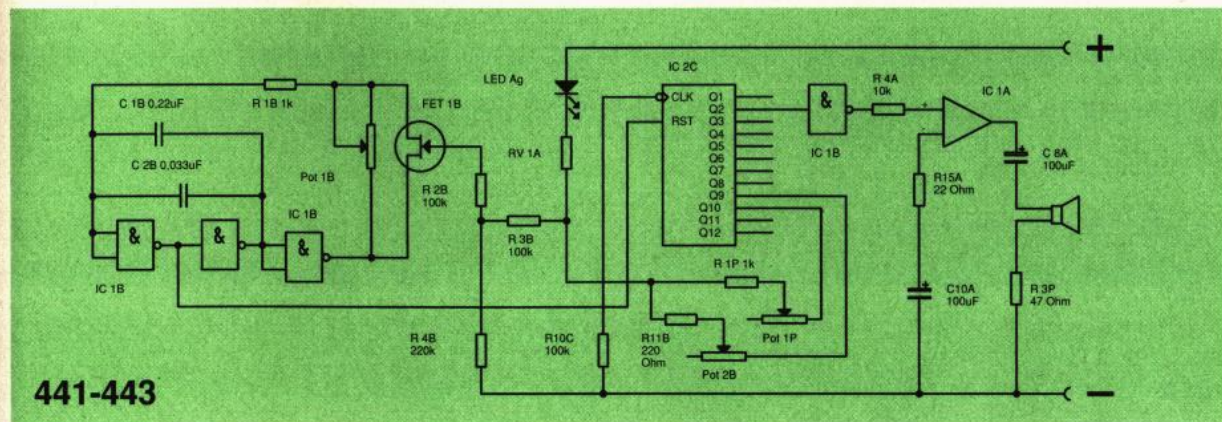 +
LED Ag
IC 2C
R 4A
10k
IC 1A
C 1B 0,22uF
R 1B 1k
FET 1B
CLK
RST
Q1
Q2
Q3
Q4
Q5
Q6
Q7
Q8
Q9
Q10
Q11
Q12
&
IC 1B
+
+
C 8A
100uF
C 2B 0,033uF
Pot 1B
RV 1A
R 2B
100k
R15A
22 Ohm
IC 1B
&
&
&
IC 1B
R 3B
100k
R 1P 1k
Pot 1P
+
C10A
100uF
R 3P
47 Ohm
R 4B
220k
R10C
100k
R11B
220
Ohm
Pot 2B
441-443
−